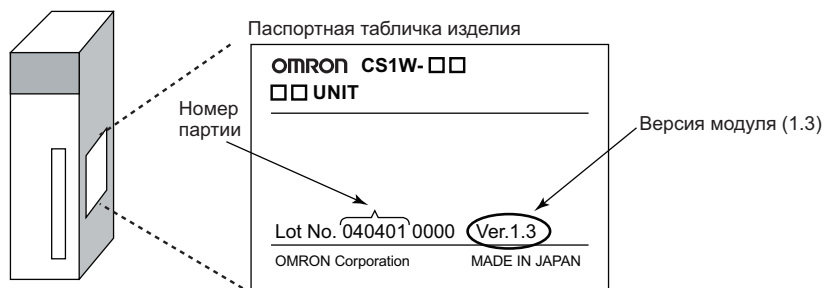 Паспортная табличка изделия
OMRON CS1W-□□
□□ UNIT
Номер
партии
Версия модуля (1.3)
Lot No. 040401 0000 Ver.1.3
OMRON Corporation MADE IN JAPAN